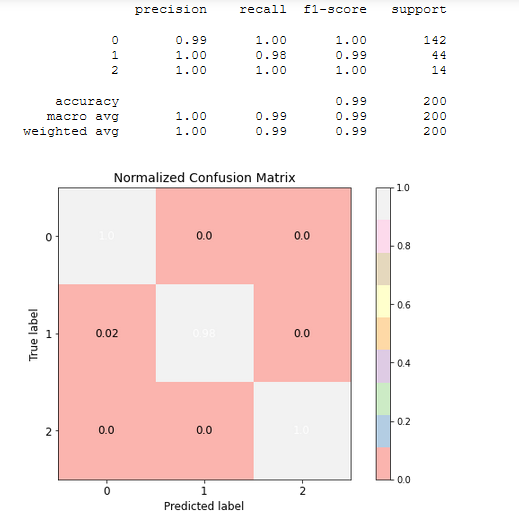 precision recall f1-score support
0 0.99 1.00 1.00 142
1 1.00 0.98 0.99 44
2 1.00 1.00 1.00 14
accuracy 0.99 200
macro avg 1.00 0.99 0.99 200
weighted avg 1.00 0.99 0.99 200
Normalized Confusion Matrix
1.0
0 1.0 0.0 0.0
0.8
0.6
True label
1 0.02 0.98 0.0
0.4
0.2
2 0.0 0.0 1.0
0.0
0 1 2
Predicted label